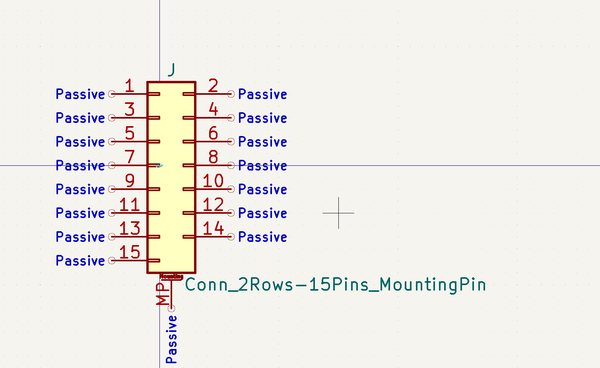 J
Passive 1 2 Passive
Passive 3 4 Passive
Passive 5 6 Passive
Passive 7 8 Passive
Passive 9 10 Passive
Passive 11 12 Passive
Passive 13 14 Passive
Passive 15
Conn_2Rows-15Pins_MountingPin
MP
Passive